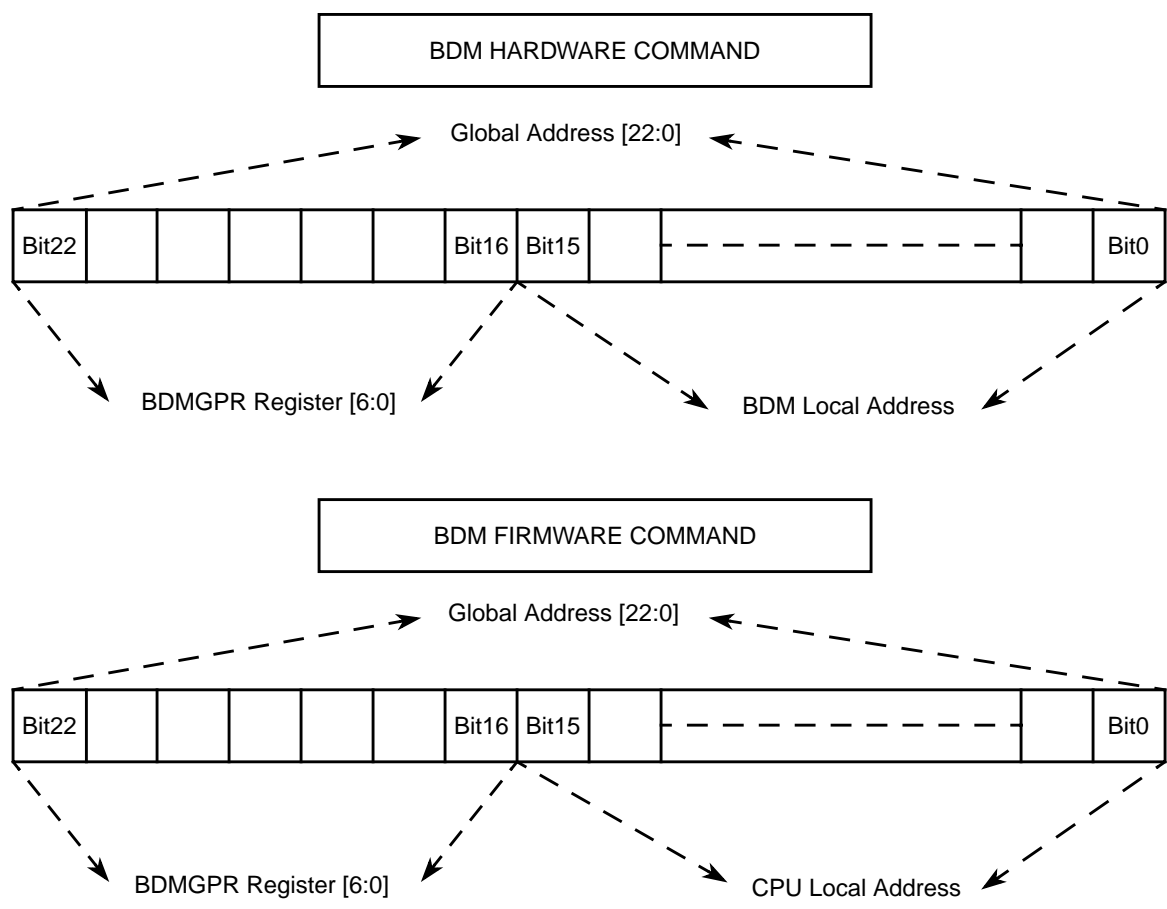 BDM HARDWARE COMMAND
Global Address [22:0]
Bit22 Bit16 Bit15 Bit0
BDMGPR Register [6:0] BDM Local Address
BDM FIRMWARE COMMAND
Global Address [22:0]
Bit22 Bit16 Bit15 Bit0
BDMGPR Register [6:0] CPU Local Address